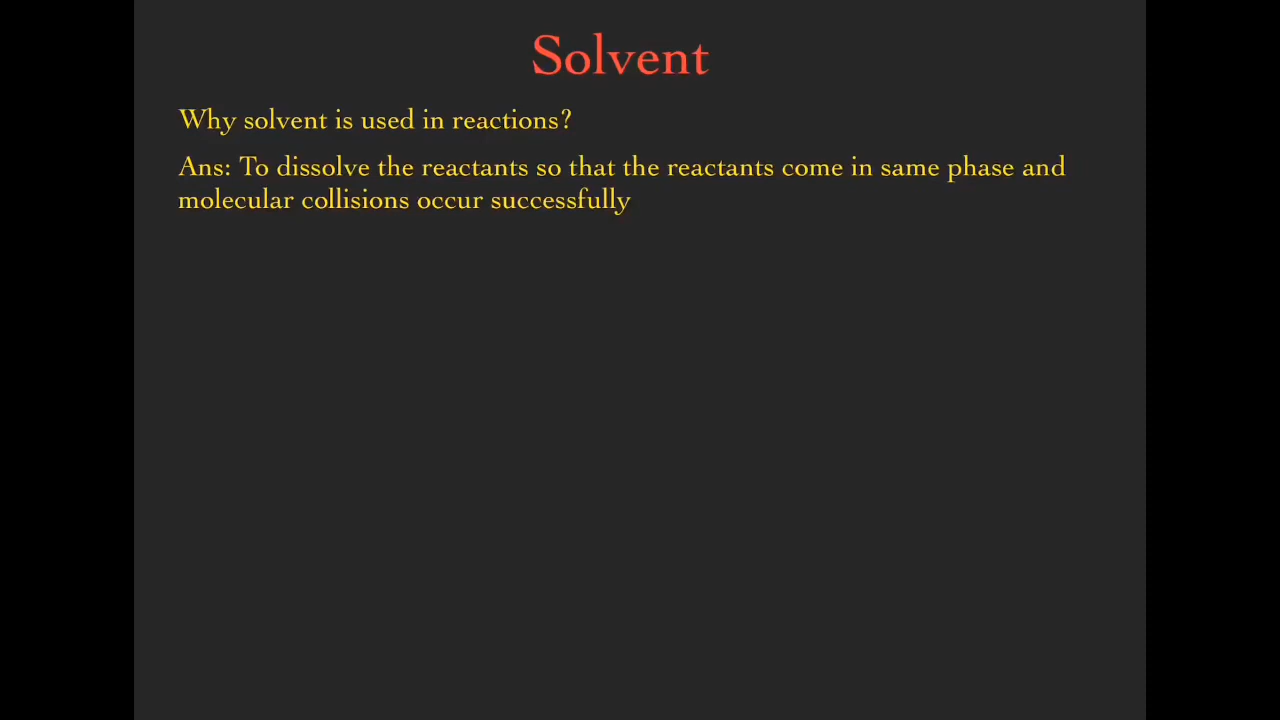 Solvent
Why solvent is used in reactions?
Ans: To dissolve the reactants so that the reactants come in same phase and
molecular collisions occur successfully